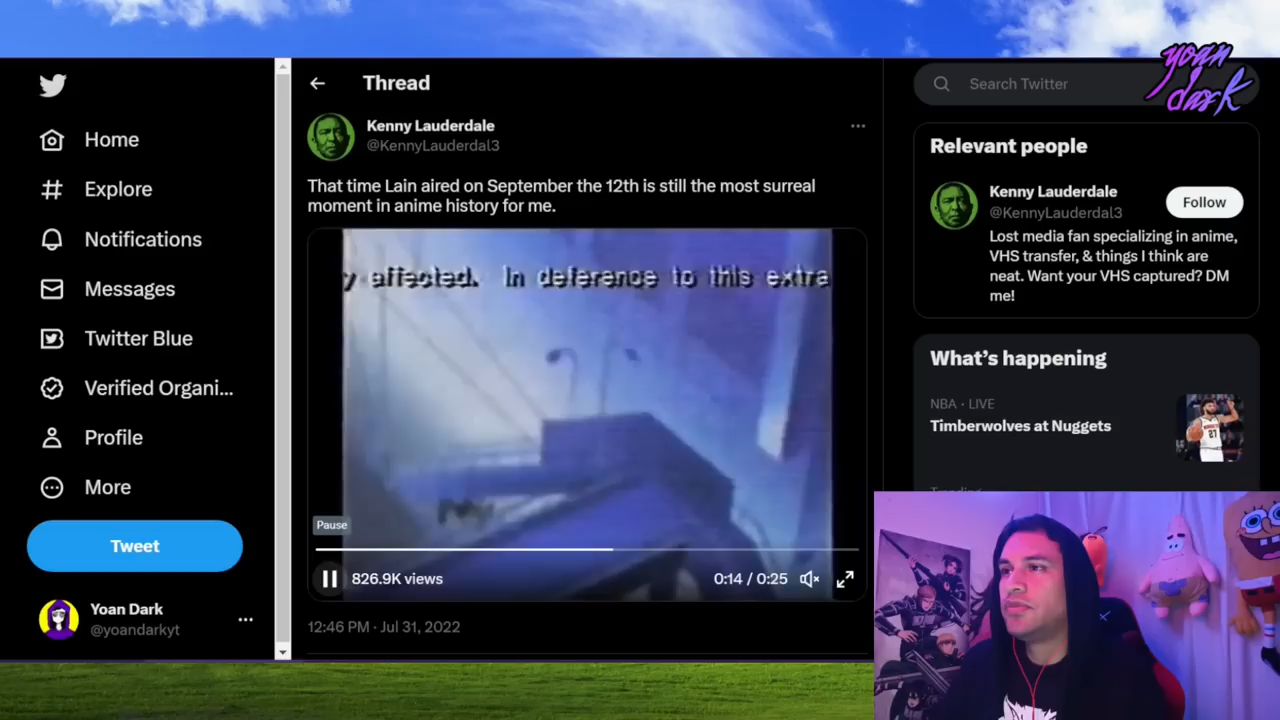 yoan
dark
Home
Explore
Notifications
Messages
Twitter Blue
Verified Organi...
Profile
More
Tweet
Yoan Dark
@yoandarkyt
Thread
Kenny Lauderdale
@KennyLauderdal3
That time Lain aired on September the 12th is still the most surreal
moment in anime history for me.
y affected. In deference to this extra
Pause
826.9K views
0:14 / 0:25
12:46 PM · Jul 31, 2022
Search Twitter
Relevant people
Kenny Lauderdale
@KennyLauderdal3
Follow
Lost media fan specializing in anime,
VHS transfer, & things I think are
neat. Want your VHS captured? DM
me!
What's happening
NBA · LIVE
Timberwolves at Nuggets
27